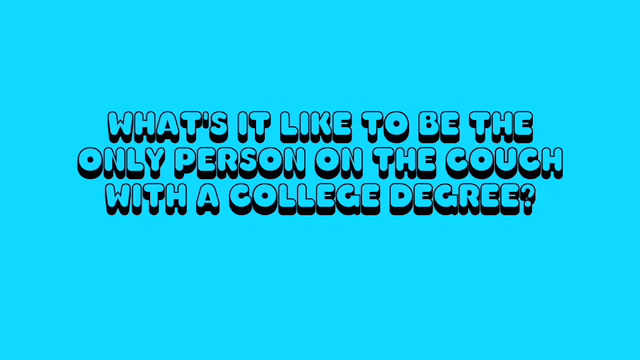 WHAT'S IT LIKE TO BE THE
ONLY PERSON ON THE COUCH
WITH A COLLEGE DEGREE?